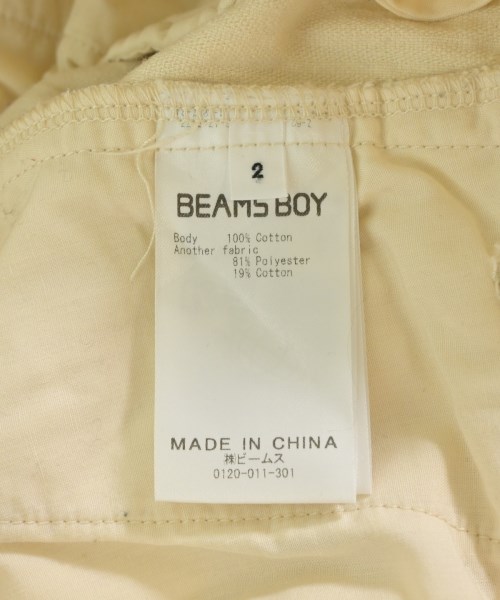 2
BEAMS BOY
Body 100% Cotton
Another fabric
81% Polyester
19% Cotton
MADE IN CHINA
㈱ビームス
0120-011-301